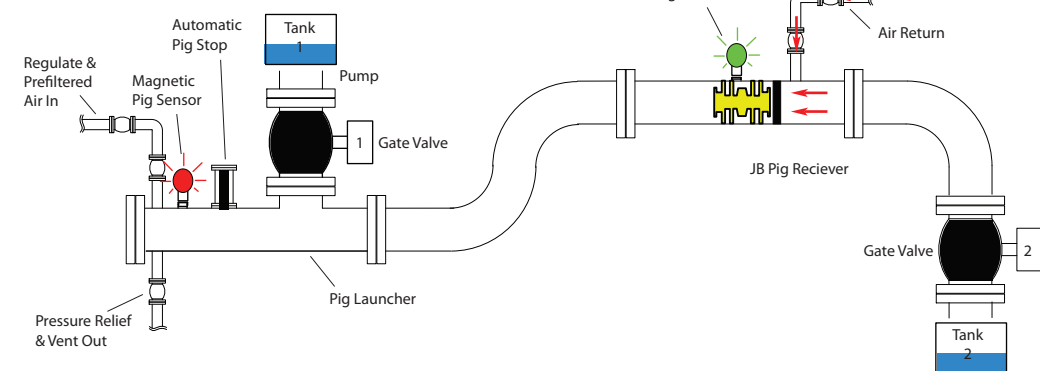 Automatic
Pig Stop
Tank
1
Air Return
Regulate &
Prefiltered
Air In
Magnetic
Pig Sensor
Pump
1
Gate Valve
JB Pig Reciever
Gate Valve
2
Pig Launcher
Pressure Relief
& Vent Out
Tank
2